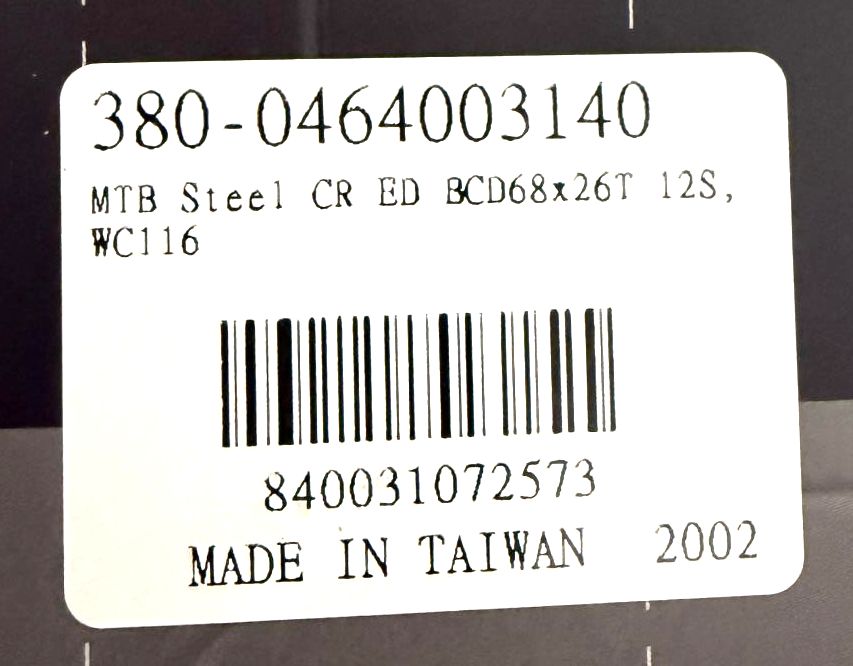 380-0464003140
MTB Steel CR ED BCD68x26T 12S,
WC116
840031072573
MADE IN TAIWAN 2002